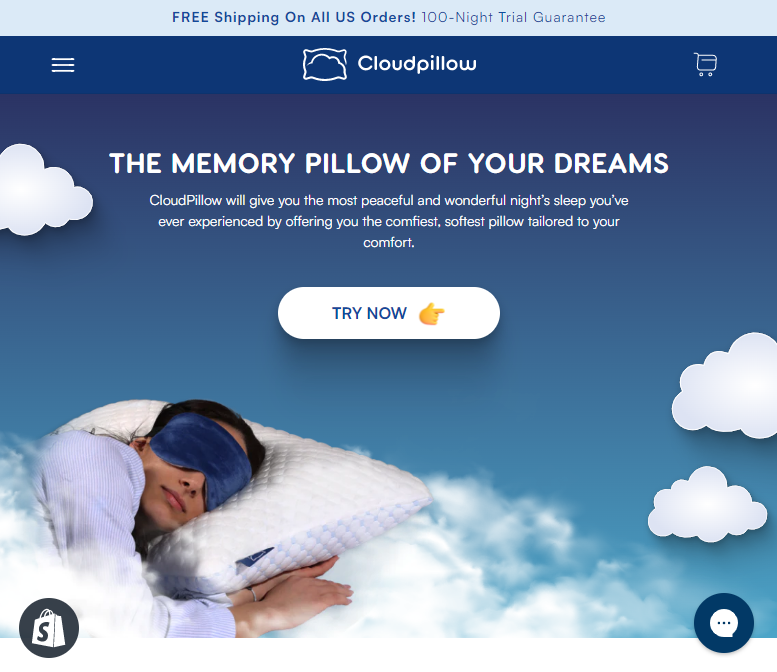 FREE Shipping On All US Orders! 100-Night Trial Guarantee
Cloudpillow
THE MEMORY PILLOW OF YOUR DREAMS
CloudPillow will give you the most peaceful and wonderful night’s sleep you’ve
ever experienced by offering you the comfiest, softest pillow tailored to your
comfort.
TRY NOW
S